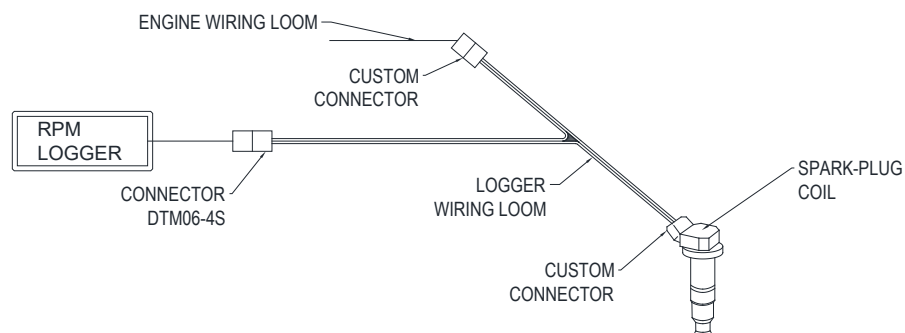 ENGINE WIRING LOOM
CUSTOM
CONNECTOR
RPM
LOGGER
CONNECTOR
DTM06-4S
LOGGER
WIRING LOOM
SPARK-PLUG
COIL
CUSTOM
CONNECTOR